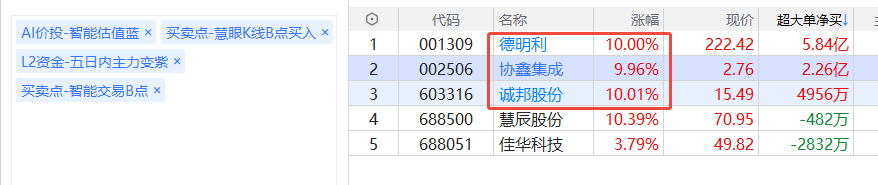 AI价投-智能估值蓝 × 买卖点-慧眼K线B点买入 ×
L2资金-五日内主力变紫 ×
买卖点-智能交易B点 ×
代码 名称 涨幅 现价 超大单净买↓
1 001309 德明利 10.00% 222.42 5.84亿
2 002506 协鑫集成 9.96% 2.76 2.26亿
3 603316 诚邦股份 10.01% 15.49 4956万
4 688500 慧辰股份 10.39% 70.95 -482万
5 688051 佳华科技 3.79% 49.82 -2832万